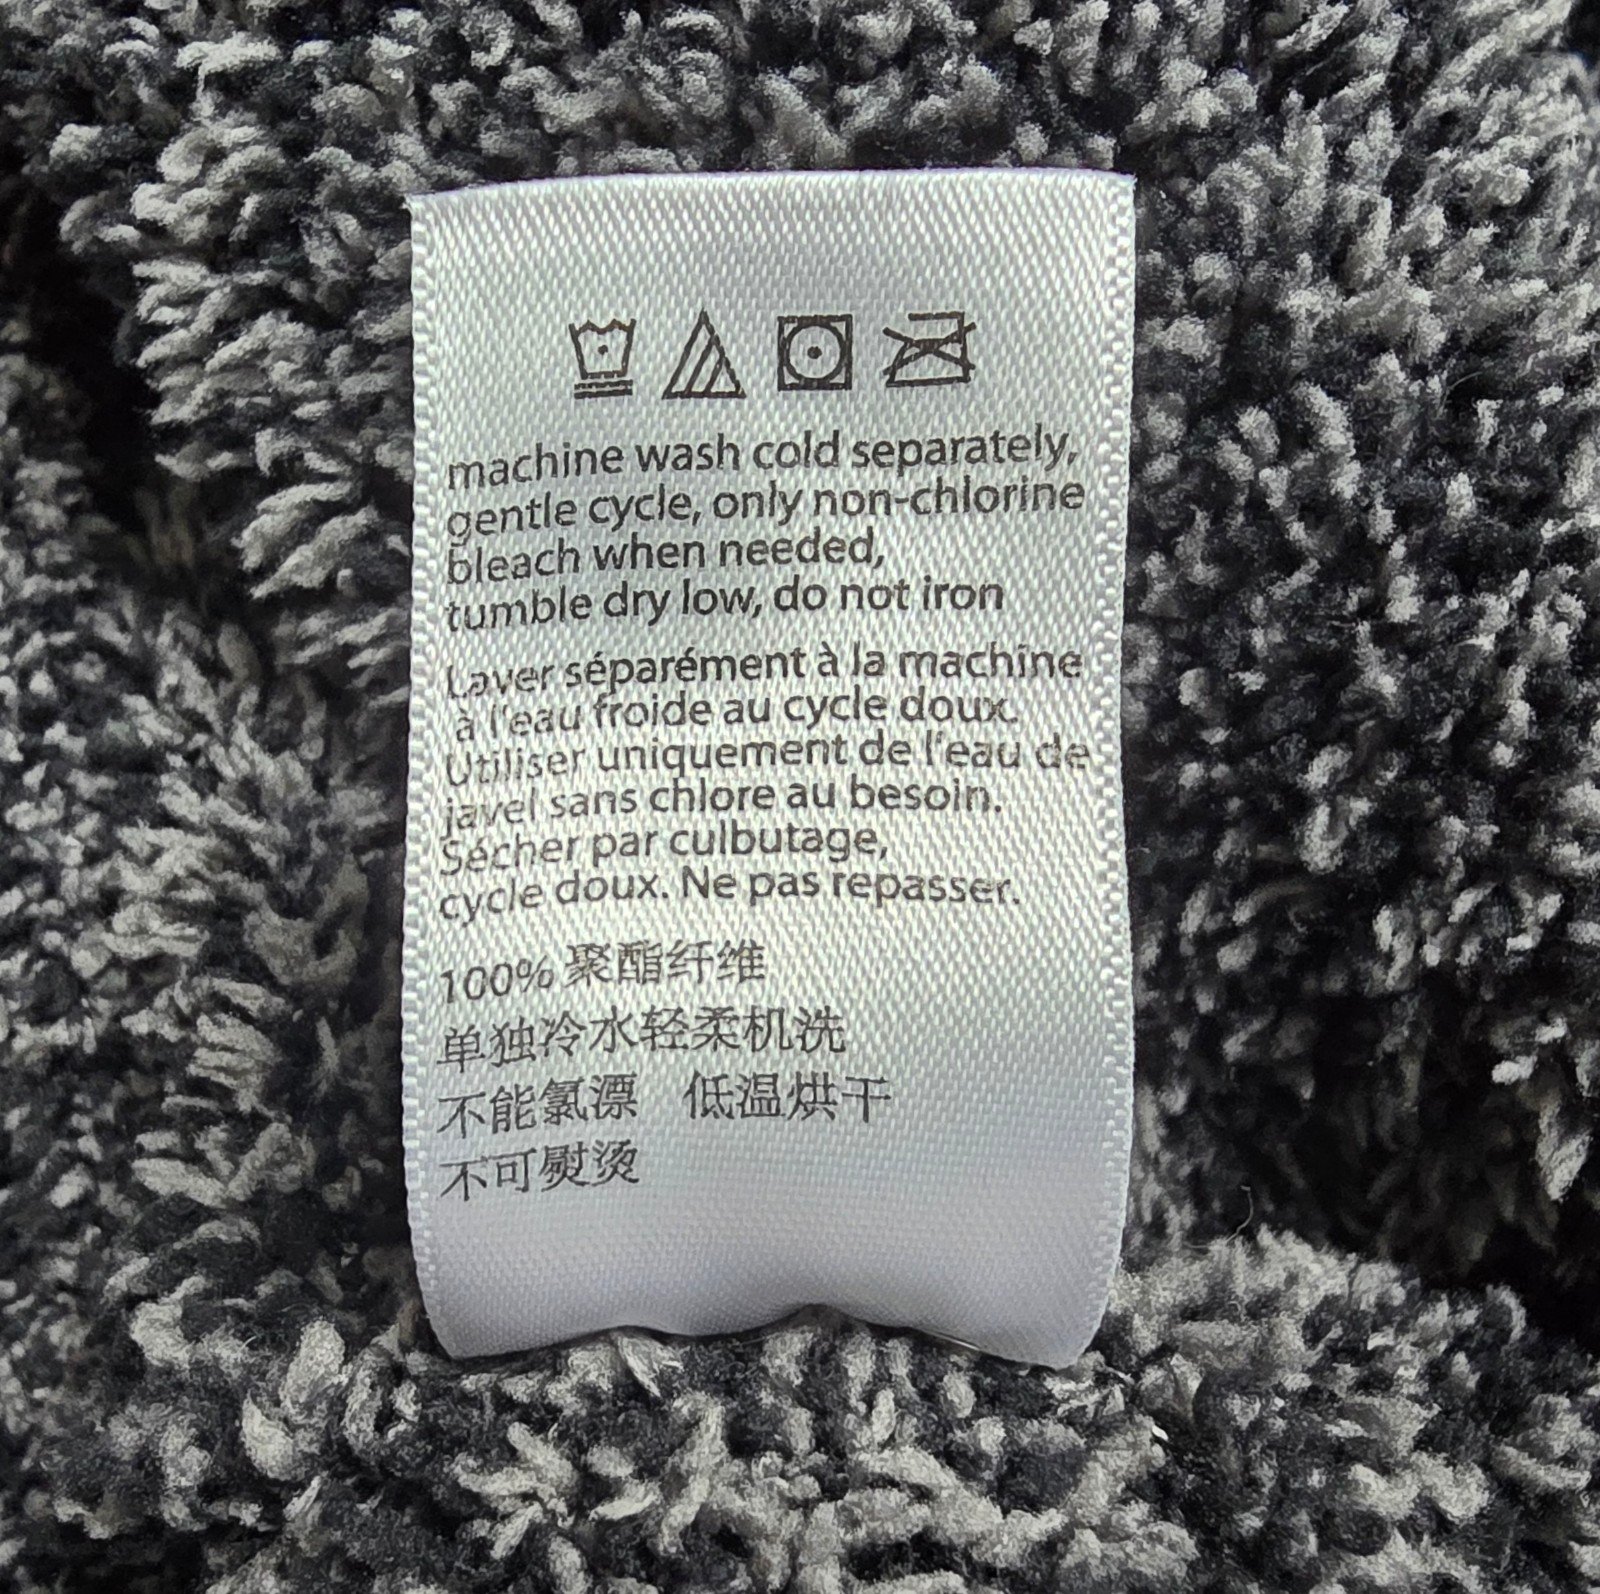 machine wash cold separately,
gentle cycle, only non-chlorine
bleach when needed,
tumble dry low, do not iron
Laver séparément à la machine
à l'eau froide au cycle doux.
Utiliser uniquement de l'eau de
javel sans chlore au besoin.
Sécher par culbutage,
cycle doux. Ne pas repasser.
100% 聚酯纤维
单独冷水轻柔机洗
不能氯漂 低温烘干
不可熨烫